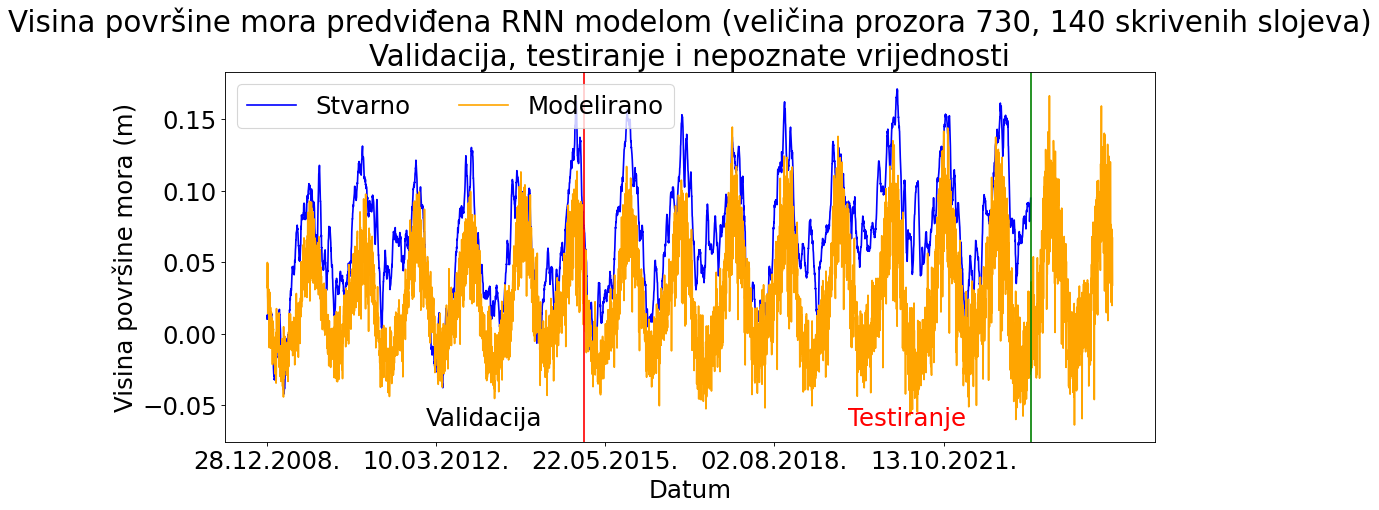 Visina površine mora predviđena RNN modelom (veličina prozora 730, 140 skrivenih slojeva)
Validacija, testiranje i nepoznate vrijednosti
Stvarno
Modelirano
Visina površine mora (m)
0.15
0.10
0.05
0.00
−0.05
Validacija
Testiranje
28.12.2008.
10.03.2012.
22.05.2015.
02.08.2018.
13.10.2021.
Datum